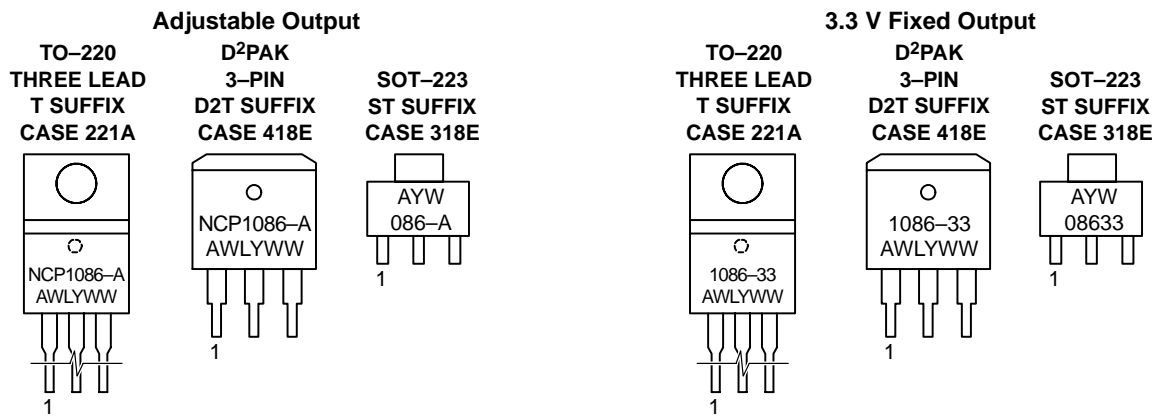 Adjustable Output
TO–220
THREE LEAD
T SUFFIX
CASE 221A
D2PAK
3–PIN
D2T SUFFIX
CASE 418E
SOT–223
ST SUFFIX
CASE 318E
NCP1086–A
AWLYWW
1
NCP1086–A
AWLYWW
1
AYW
086–A
1
3.3 V Fixed Output
TO–220
THREE LEAD
T SUFFIX
CASE 221A
D2PAK
3–PIN
D2T SUFFIX
CASE 418E
SOT–223
ST SUFFIX
CASE 318E
1086–33
AWLYWW
1
1086–33
AWLYWW
1
AYW
08633
1